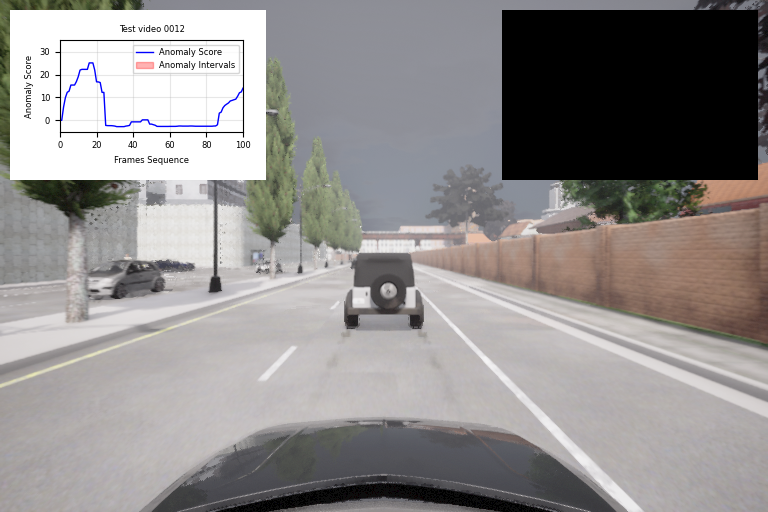 Test video 0012
Anomaly Score
30
20
10
0
Anomaly Score
Anomaly Intervals
0 20 40 60 80 100
Frames Sequence